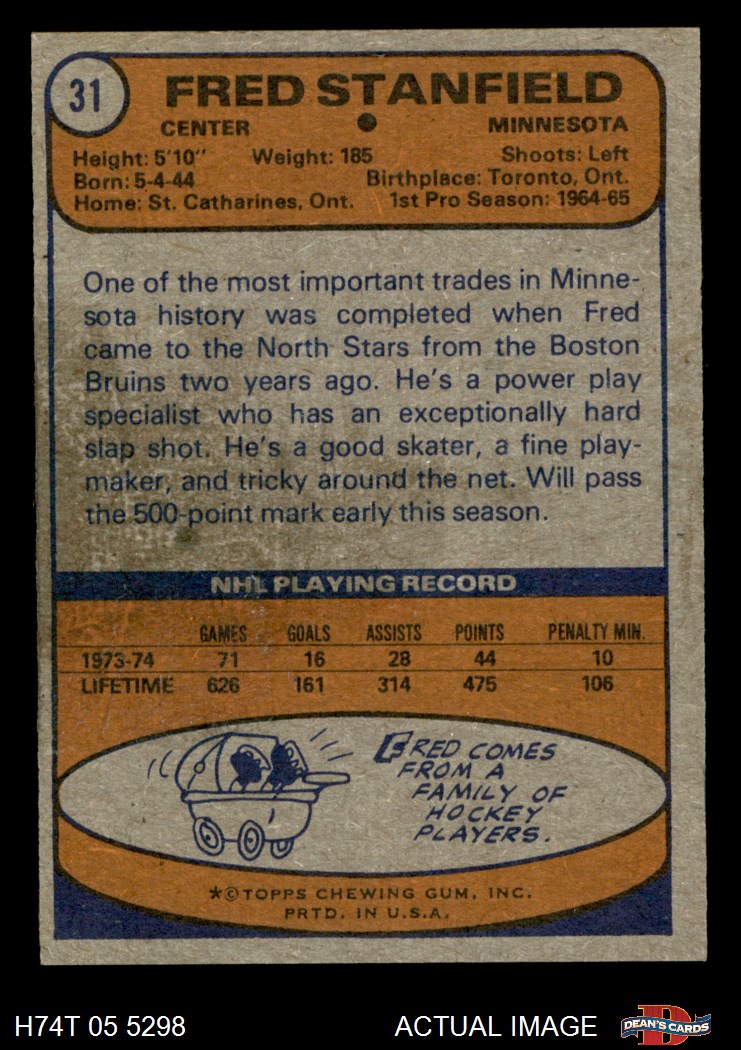 31
FRED STANFIELD
CENTER ● MINNESOTA
Height: 5'10" Weight: 185 Shoots: Left
Born: 5-4-44 Birthplace: Toronto, Ont.
Home: St. Catharines, Ont. 1st Pro Season: 1964-65
One of the most important trades in Minne-
sota history was completed when Fred
came to the North Stars from the Boston
Bruins two years ago. He's a power play
specialist who has an exceptionally hard
slap shot. He's a good skater, a fine play-
maker, and tricky around the net. Will pass
the 500-point mark early this season.
NHL PLAYING RECORD
GAMES GOALS ASSISTS POINTS PENALTY MIN.
1973-74 71 16 28 44 10
LIFETIME 626 161 314 475 106
FRED COMES
FROM A
FAMILY OF
HOCKEY
PLAYERS.
*©TOPPS CHEWING GUM, INC.
PRTD. IN U.S.A.
H74T 05 5298 ACTUAL IMAGE
D
DEAN'S CARDS